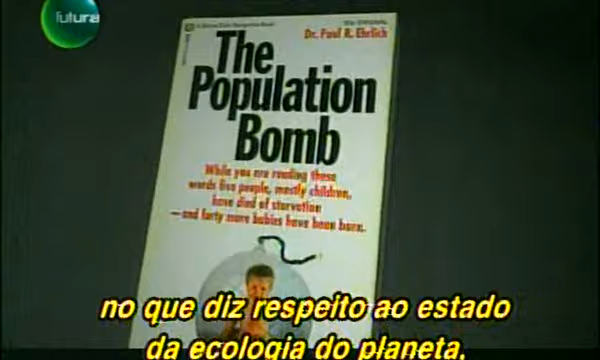 futura
Dr. Paul R. Ehrlich
The
Population
Bomb
While you are reading these
words five people, mostly children,
have died of starvation
—and forty more babies have been born.
no que diz respeito ao estado
da ecologia do planeta,